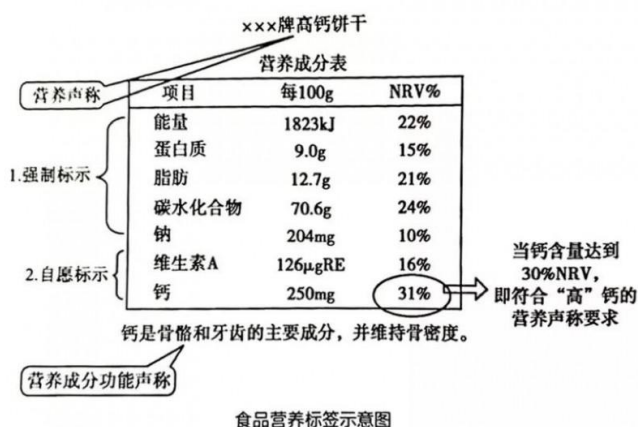 ×××牌高钙饼干
营养成分表
营养声称
项目 每100g NRV%
能量 1823kJ 22%
蛋白质 9.0g 15%
脂肪 12.7g 21%
1.强制标示
碳水化合物 70.6g 24%
钠 204mg 10%
维生素A 126μgRE 16%
2.自愿标示
钙 250mg 31%
当钙含量达到
30%NRV，
即符合“高”钙的
营养声称要求
钙是骨骼和牙齿的主要成分，并维持骨密度。
营养成分功能声称
食品营养标签示意图